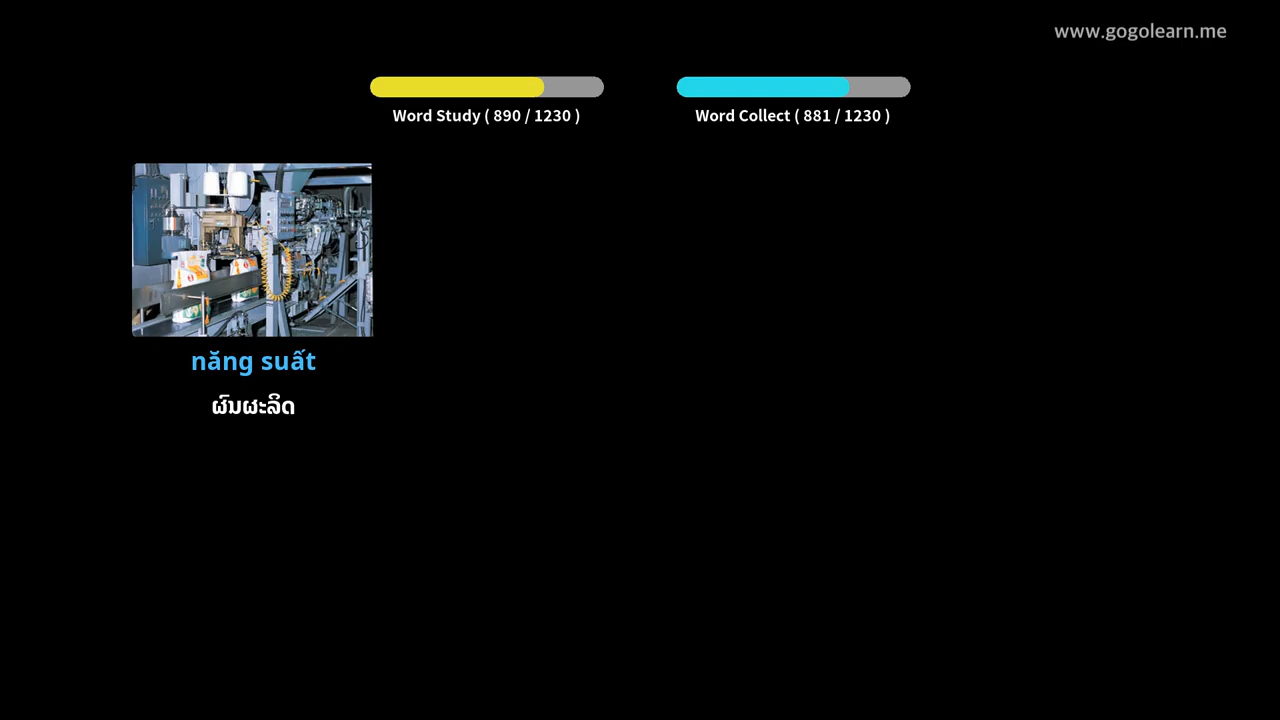 www.gogolearn.me
Word Study ( 890 / 1230 )
Word Collect ( 881 / 1230 )
năng suất
ຜົນຜະລິດ